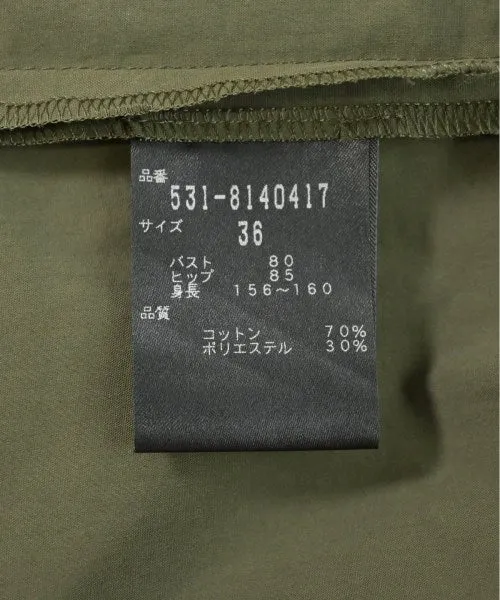 品番
531-8140417
サイズ
36
バスト 80
ヒップ 85
身長 156～160
品質
コットン 70%
ポリエステル 30%